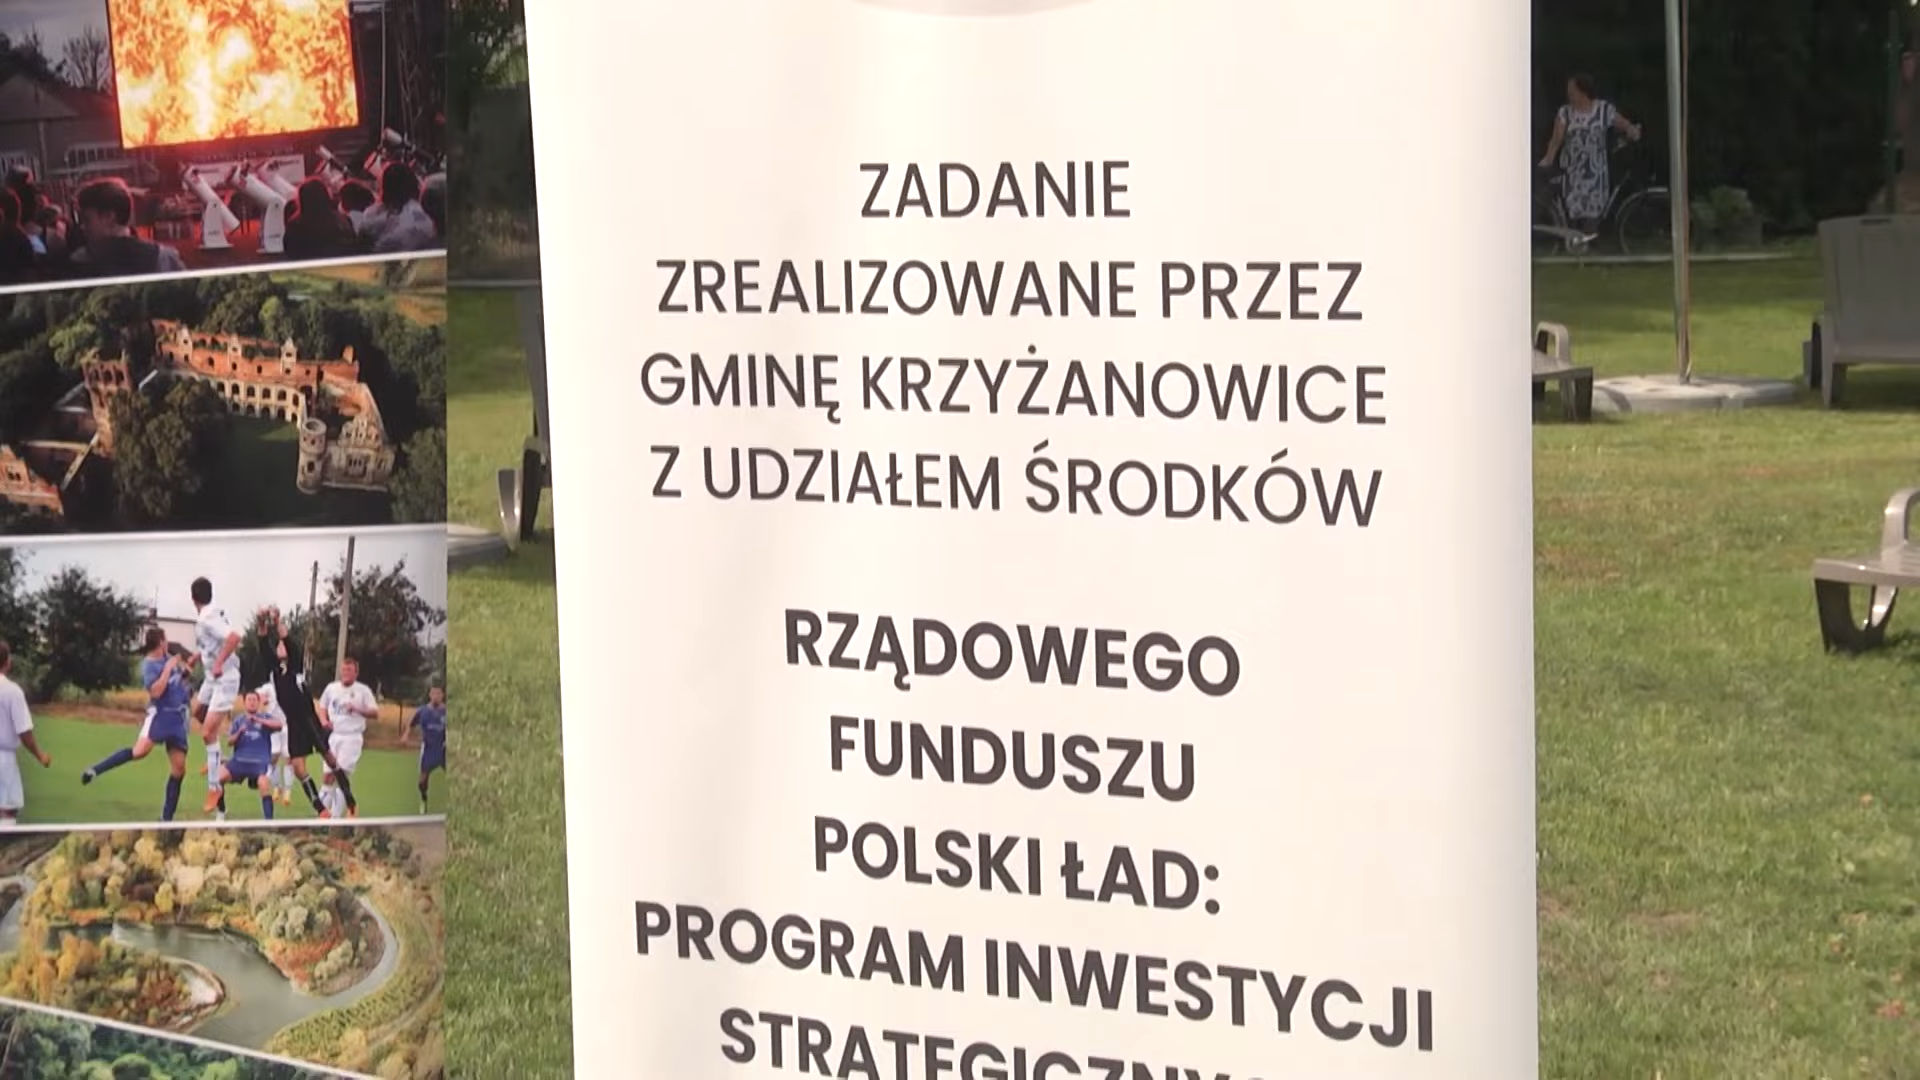 ZADANIE
ZREALIZOWANE PRZEZ
GMINĘ KRZYŻANOWICE
Z UDZIAŁEM ŚRODKÓW
RZĄDOWEGO
FUNDUSZU
POLSKI ŁAD:
PROGRAM INWESTYCJI